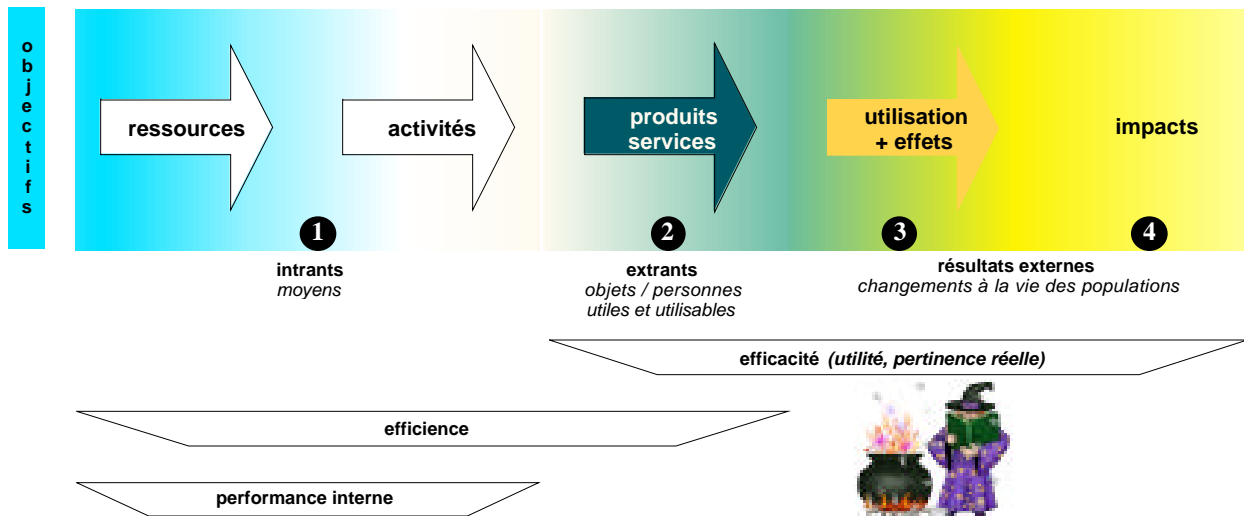 objectifs
ressources
activités
produits
services
utilisation
+ effets
impacts
1
2
3
4
intrants
moyens
extrants
objets / personnes
utiles et utilisables
résultats externes
changements à la vie des populations
efficacité (utilité, pertinence réelle)
efficience
performance interne